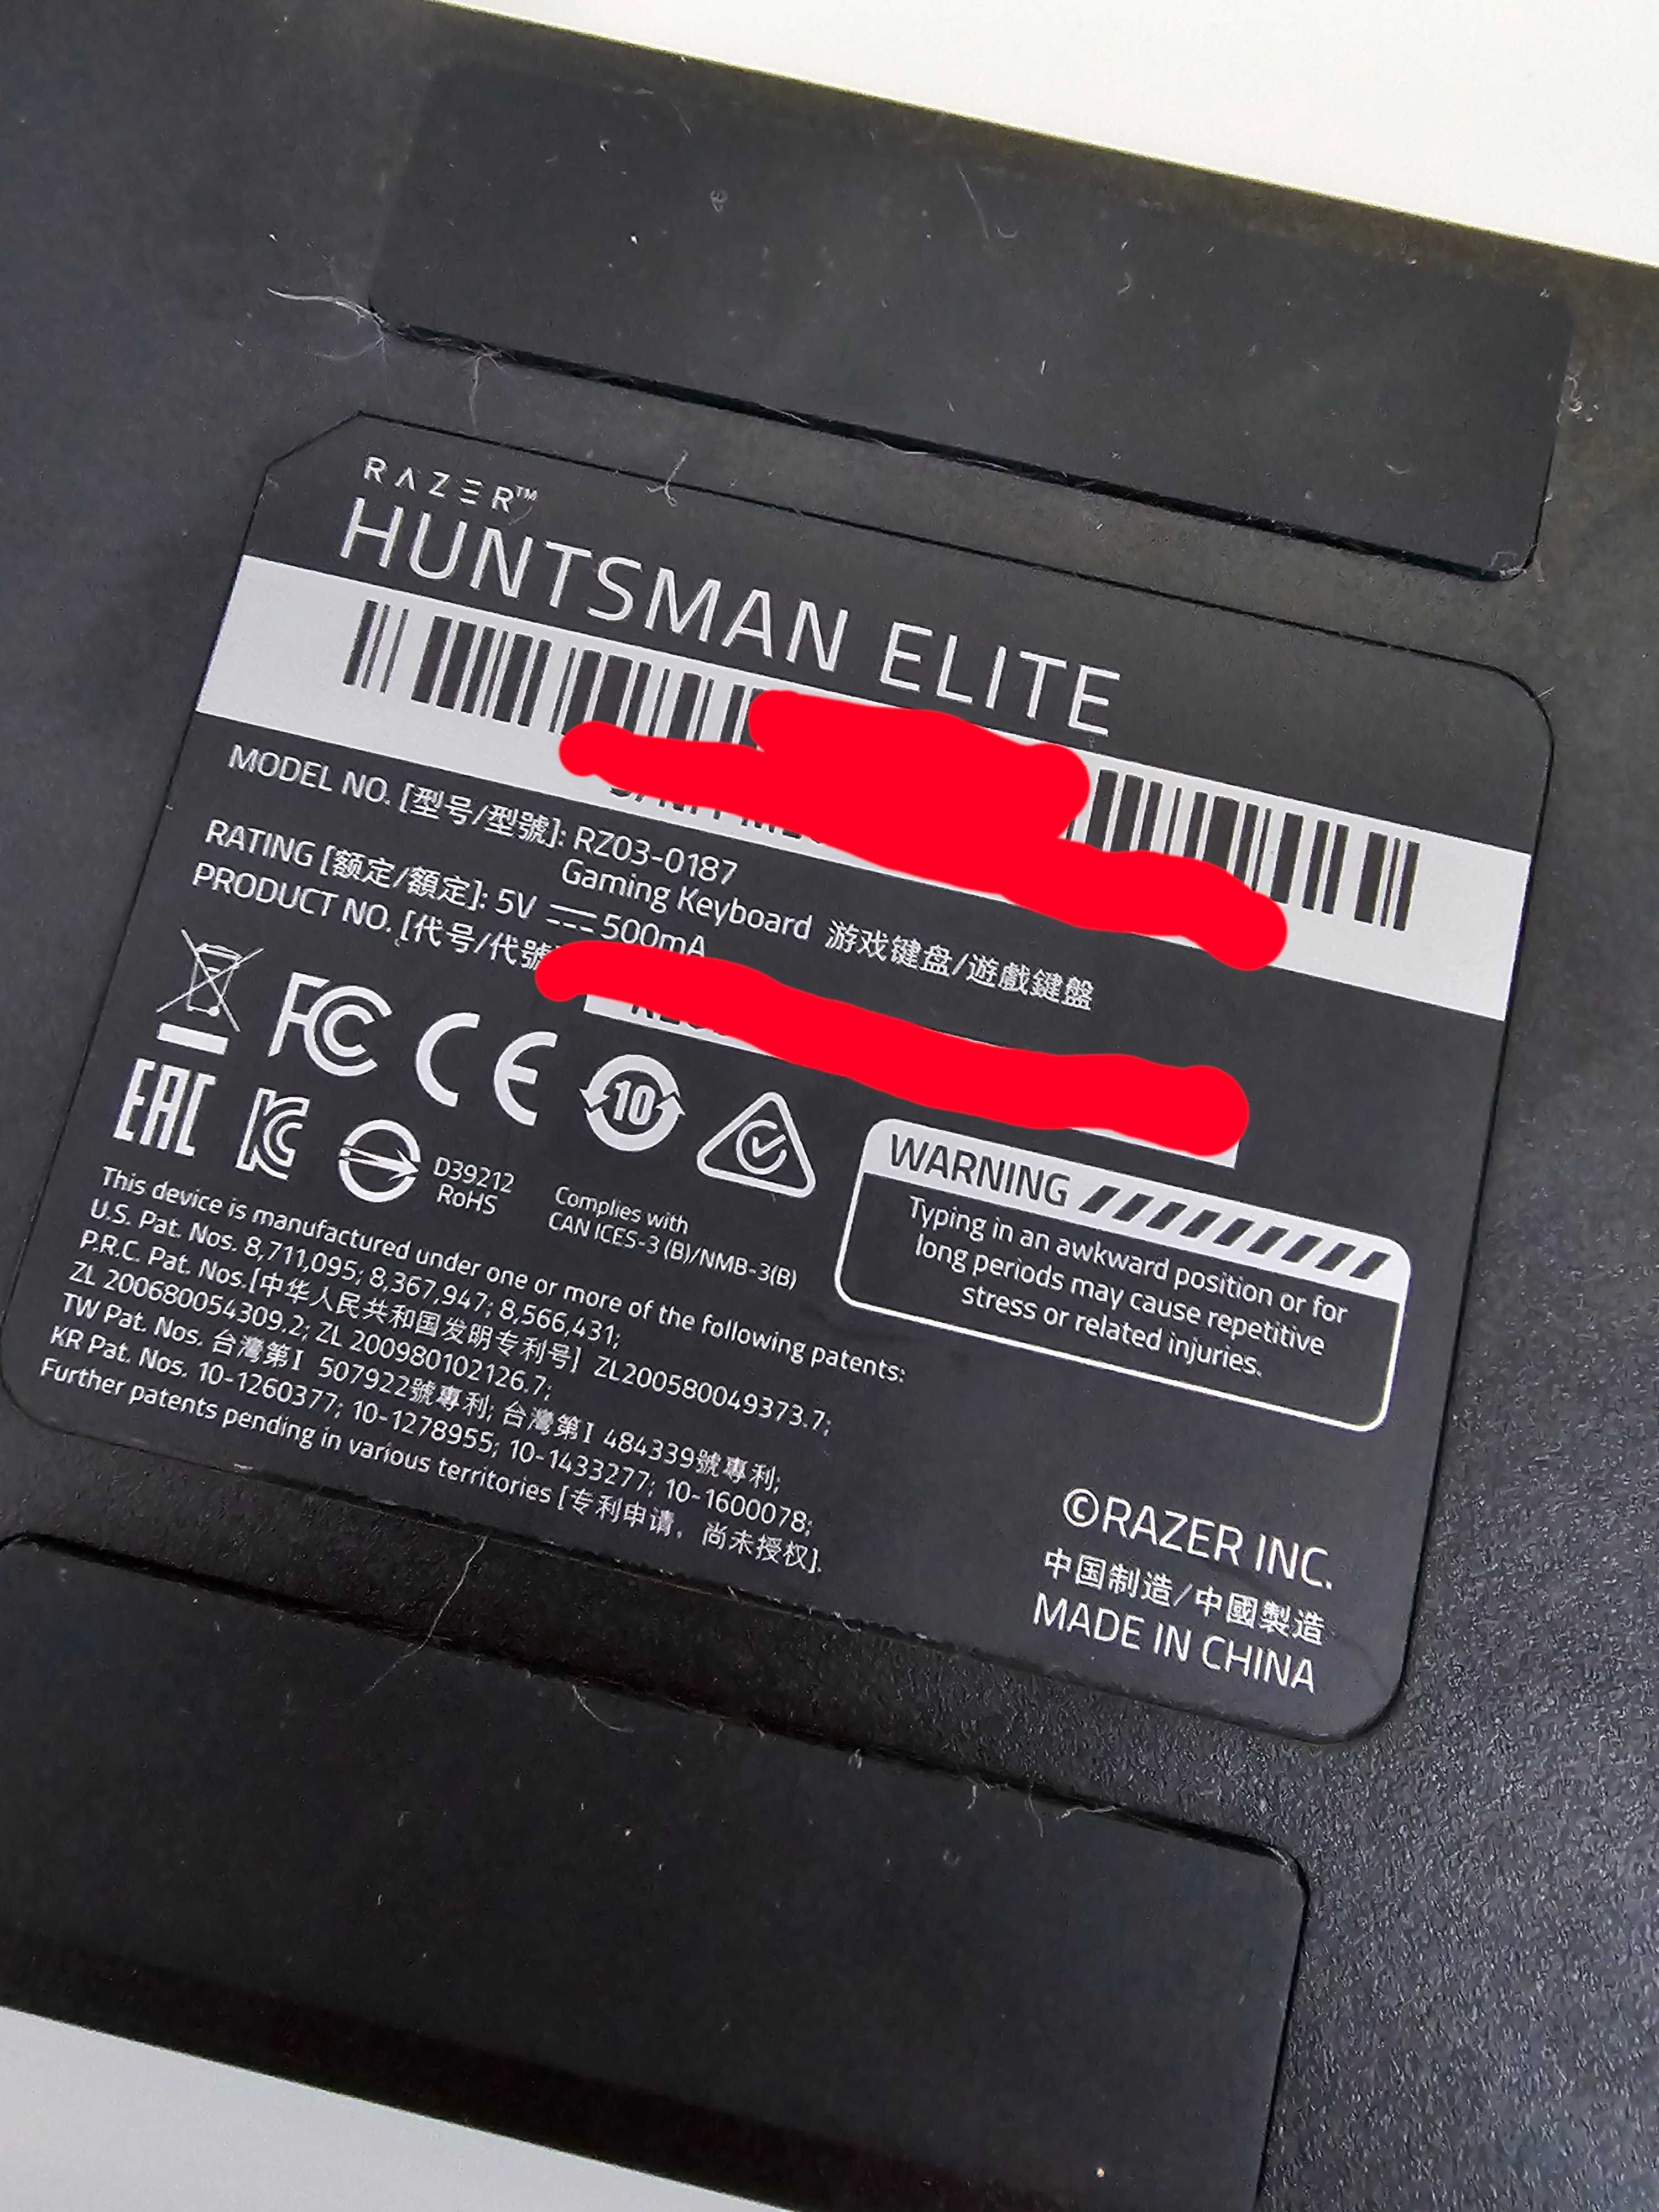 RAZER™
HUNTSMAN ELITE
MODEL NO. [型号/型號]: RZ03-0187
Gaming Keyboard 游戏键盘/遊戲鍵盤
RATING [额定/額定]: 5V ⎓ 500mA
PRODUCT NO. [代号/代號
FC CE 10
EAC KC D39212
RoHS
Complies with
CAN ICES-3 (B)/NMB-3(B)
WARNING
Typing in an awkward position or for
long periods may cause repetitive
stress or related injuries.
This device is manufactured under one or more of the following patents:
U.S. Pat. Nos. 8,711,095; 8,367,947; 8,566,431;
P.R.C. Pat. Nos.[中华人民共和国发明专利号] ZL200580049373.7;
ZL 200680054309.2; ZL 200980102126.7;
TW Pat. Nos. 台灣第I 507922號專利; 台灣第I 484339號專利;
KR Pat. Nos. 10-1260377; 10-1278955; 10-1433277; 10-1600078;
Further patents pending in various territories [专利申请，尚未授权].
©RAZER INC.
中国制造/中國製造
MADE IN CHINA